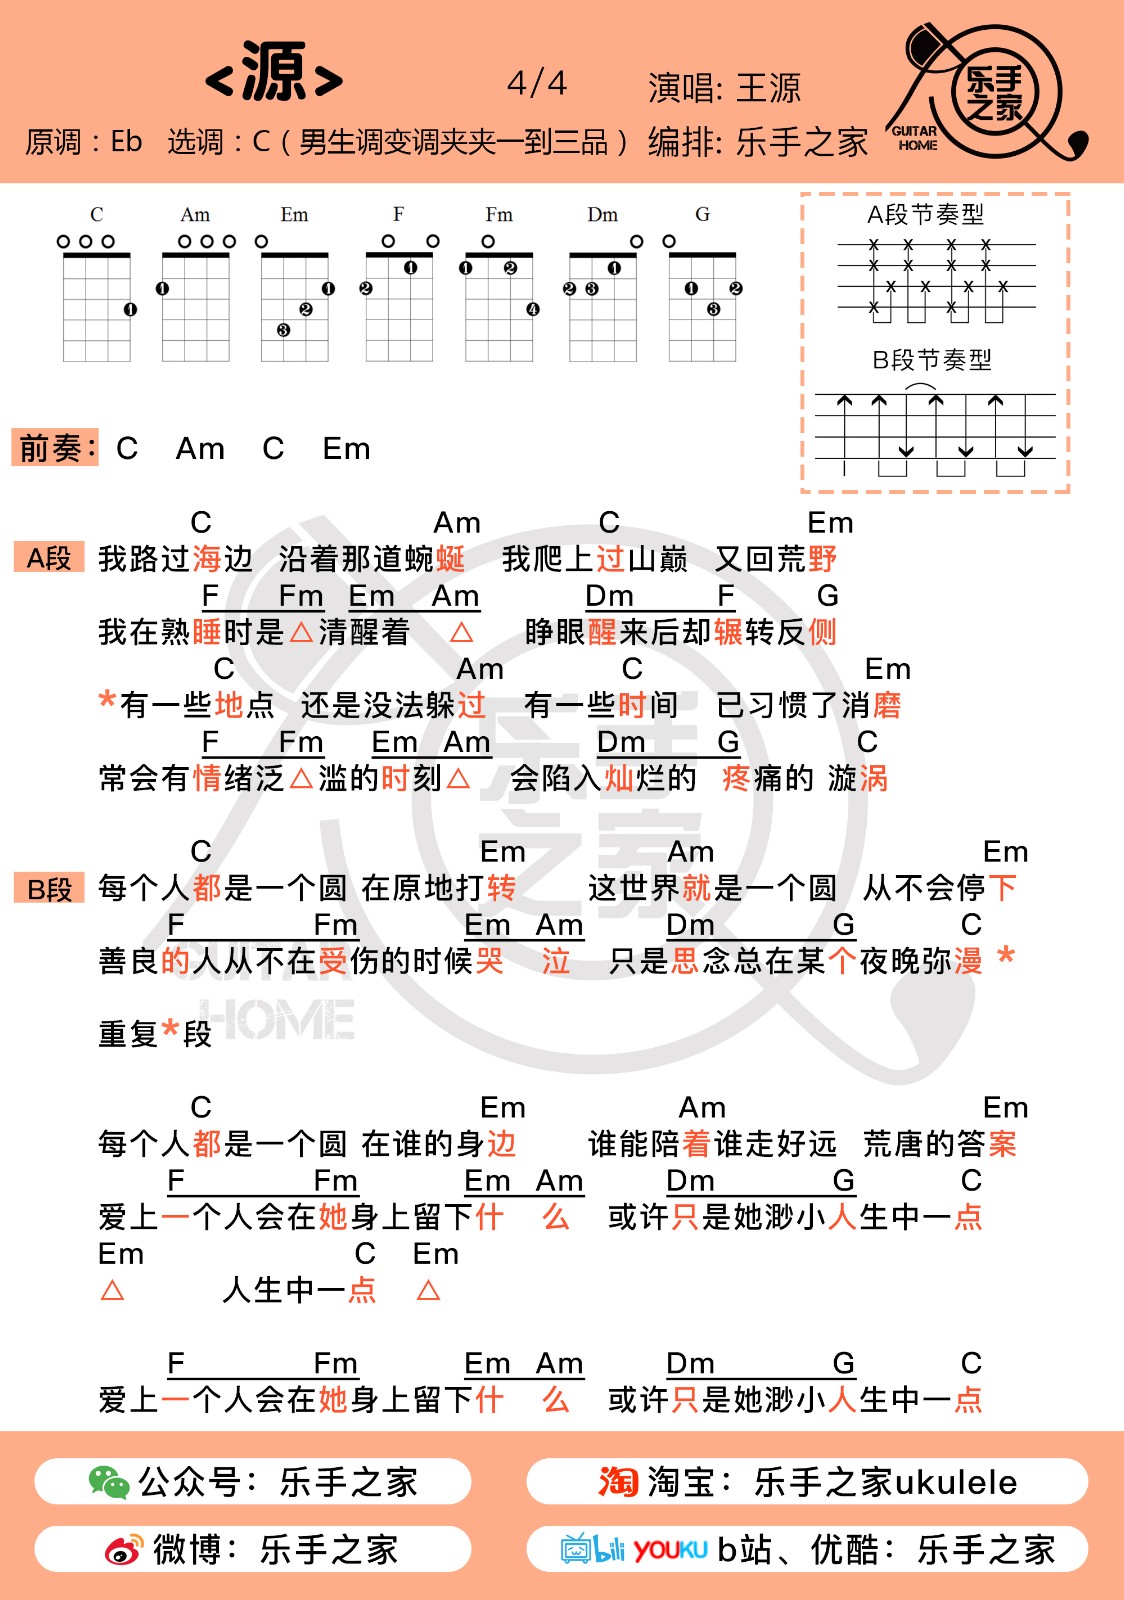 <源>
4/4
演唱: 王源
原调：Eb 选调：C（男生调变调夹夹一到三品）
编排: 乐手之家
乐手之家
GUITAR
HOME
C Am Em F Fm Dm G
A段节奏型
B段节奏型
前奏: C Am C Em
C Am C Em
A段 我路过海边 沿着那道蜿蜒 我爬上过山巅 又回荒野
F Fm Em Am Dm F G
我在熟睡时是△清醒着 △ 睁眼醒来后却辗转反侧
C Am C Em
*有一些地点 还是没法躲过 有一些时间 已习惯了消磨
F Fm Em Am Dm G C
常会有情绪泛△滥的时刻△ 会陷入灿烂的 疼痛的 漩涡
C Em Am Em
B段 每个人都是一个圆 在原地打转 这世界就是一个圆 从不会停下
F Fm Em Am Dm G C
善良的人从不在受伤的时候哭 泣 只是思念总在某个夜晚弥漫 *
重复*段
C Em Am Em
每个人都是一个圆 在谁的身边 谁能陪着谁走好远 荒唐的答案
F Fm Em Am Dm G C
爱上一个人会在她身上留下什 么 或许只是她渺小人生中一点
Em C Em
△ 人生中一点 △
F Fm Em Am Dm G C
爱上一个人会在她身上留下什 么 或许只是她渺小人生中一点
公众号：乐手之家
淘 淘宝：乐手之家ukulele
微博：乐手之家
bili YOUKU b站、优酷：乐手之家